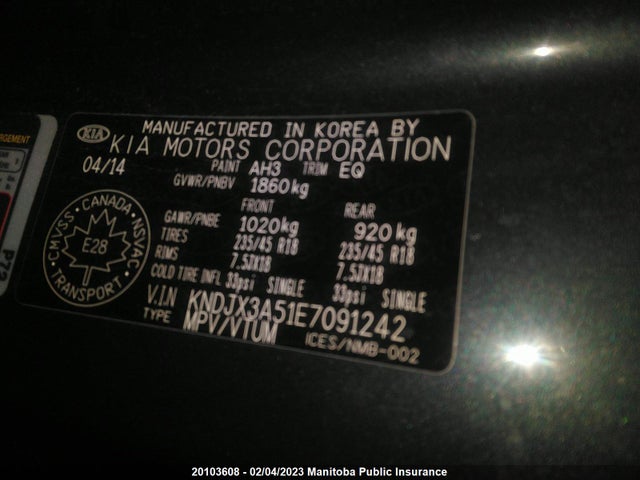 KIA
MANUFACTURED IN KOREA BY
KIA MOTORS CORPORATION
04/14 PAINT AH3 TRIM EQ
GVWR/PNBV 1860kg
FRONT REAR
GAWR/PNBE 1020kg 920kg
TIRES 235/45 R18 235/45 R18
RIMS 7.5JX18 7.5JX18
COLD TIRE INFL 33psi SINGLE 33psi SINGLE
V.I.N KNDJX3A51E7091242
TYPE MPV/VTUM ICES/NMB-002
CMVSS · CANADA · NSVAC
E28
TRANSPORT
20103608 - 02/04/2023 Manitoba Public Insurance